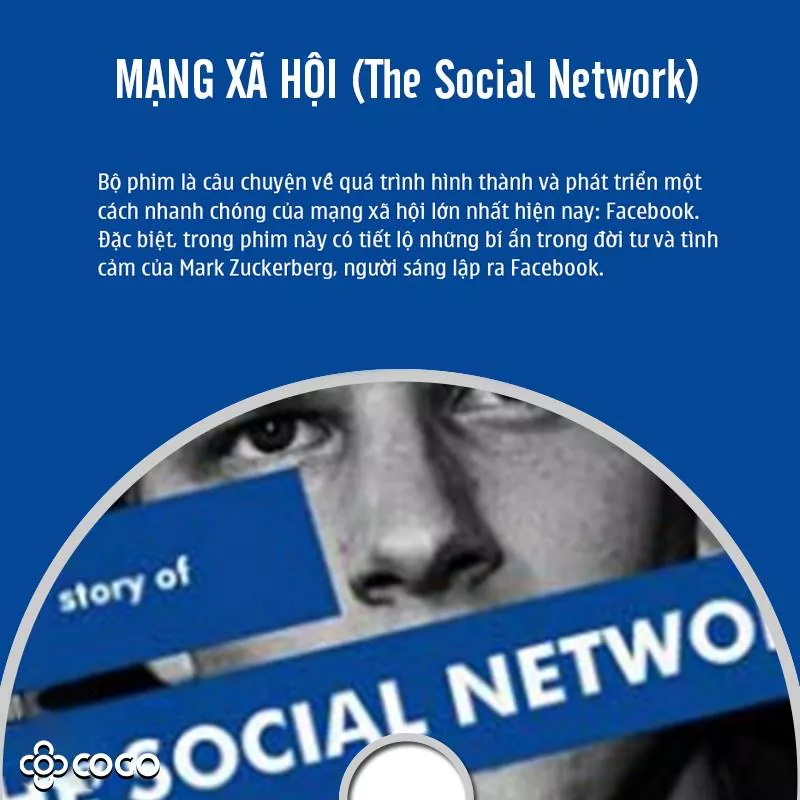 MẠNG XÃ HỘI (The Social Network)
Bộ phim là câu chuyện về quá trình hình thành và phát triển một
cách nhanh chóng của mạng xã hội lớn nhất hiện nay: Facebook.
Đặc biệt, trong phim này có tiết lộ những bí ẩn trong đời tư và tình
cảm của Mark Zuckerberg, người sáng lập ra Facebook.
story of
SOCIAL NETWO
COCO